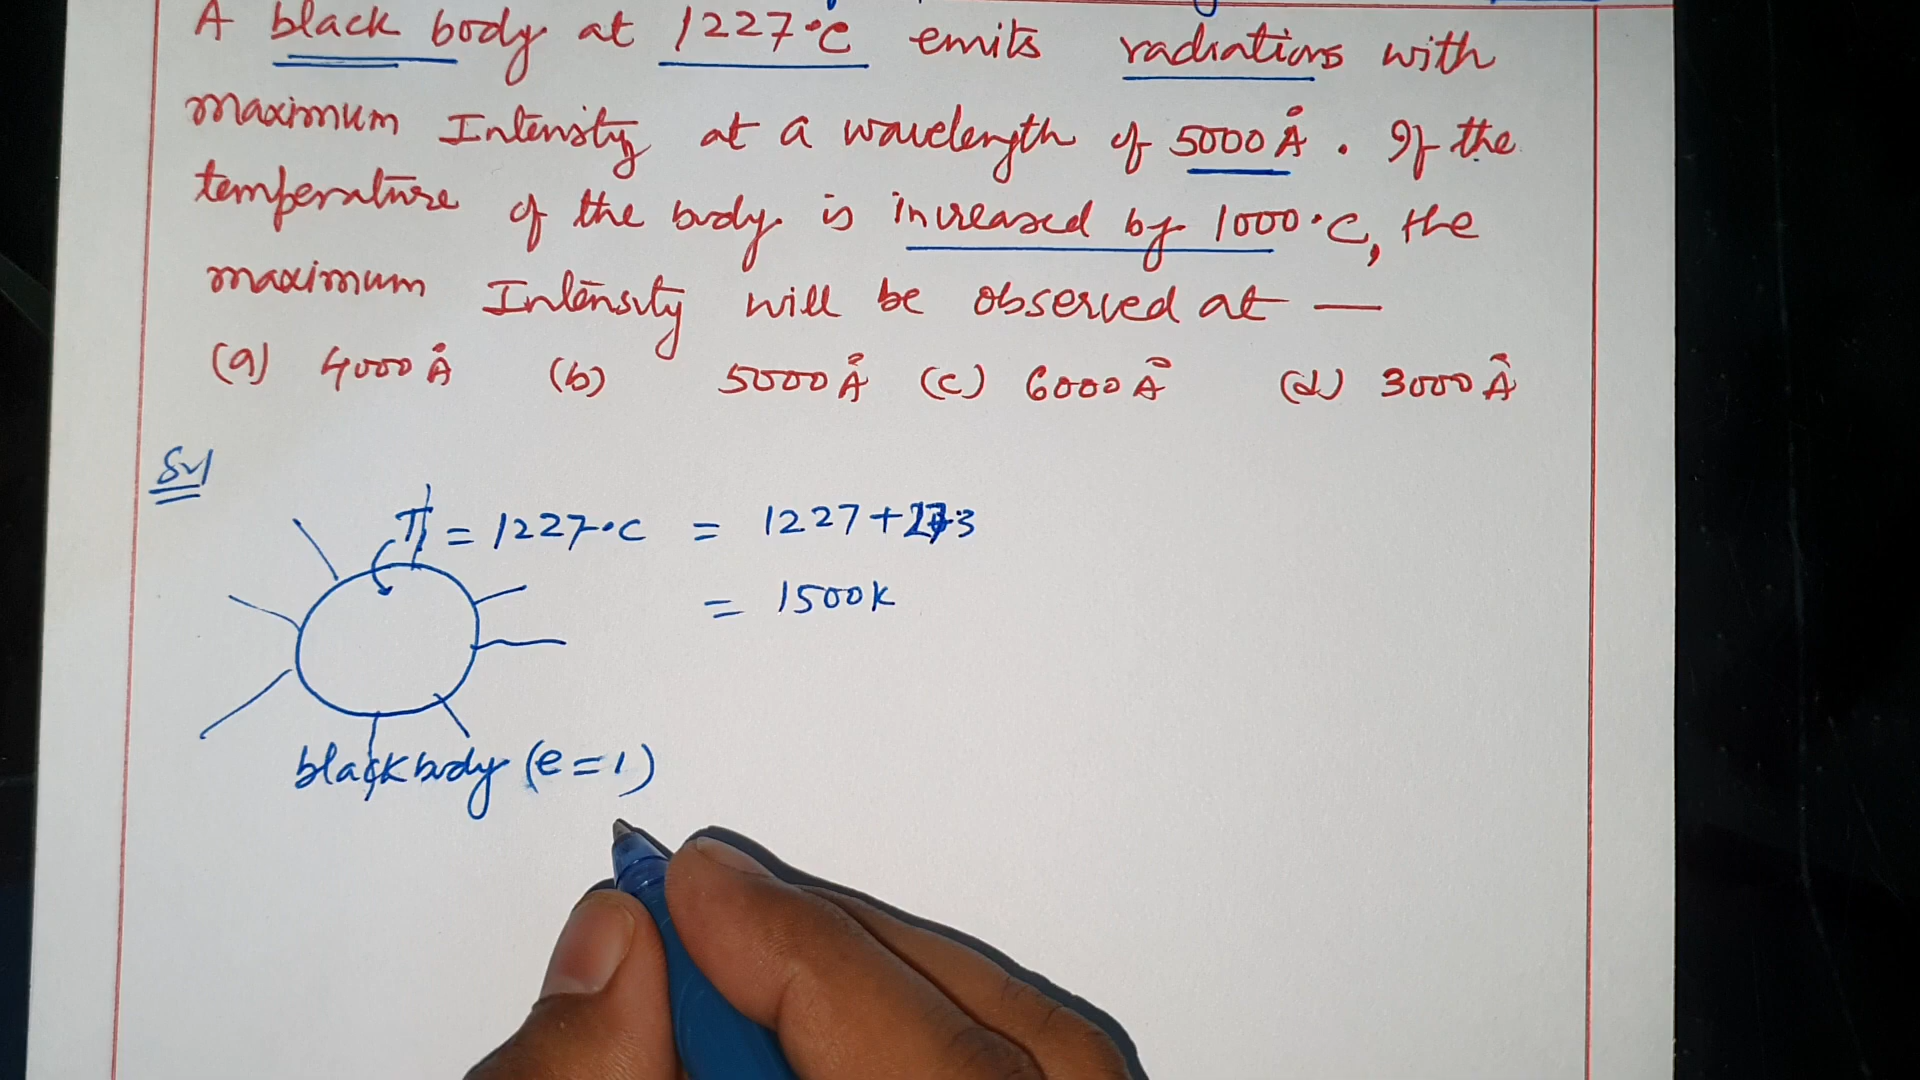 A black body at 1227°C emits radiations with
maximum Intensity at a wavelength of 5000 Å. If the
temperature of the body is increased by 1000°C, the
maximum Intensity will be observed at —
(a) 4000 Å (b) 5000 Å (c) 6000 Å (d) 3000 Å
Sol
= 1227°C = 1227+273
= 1500K
black body (e=1)